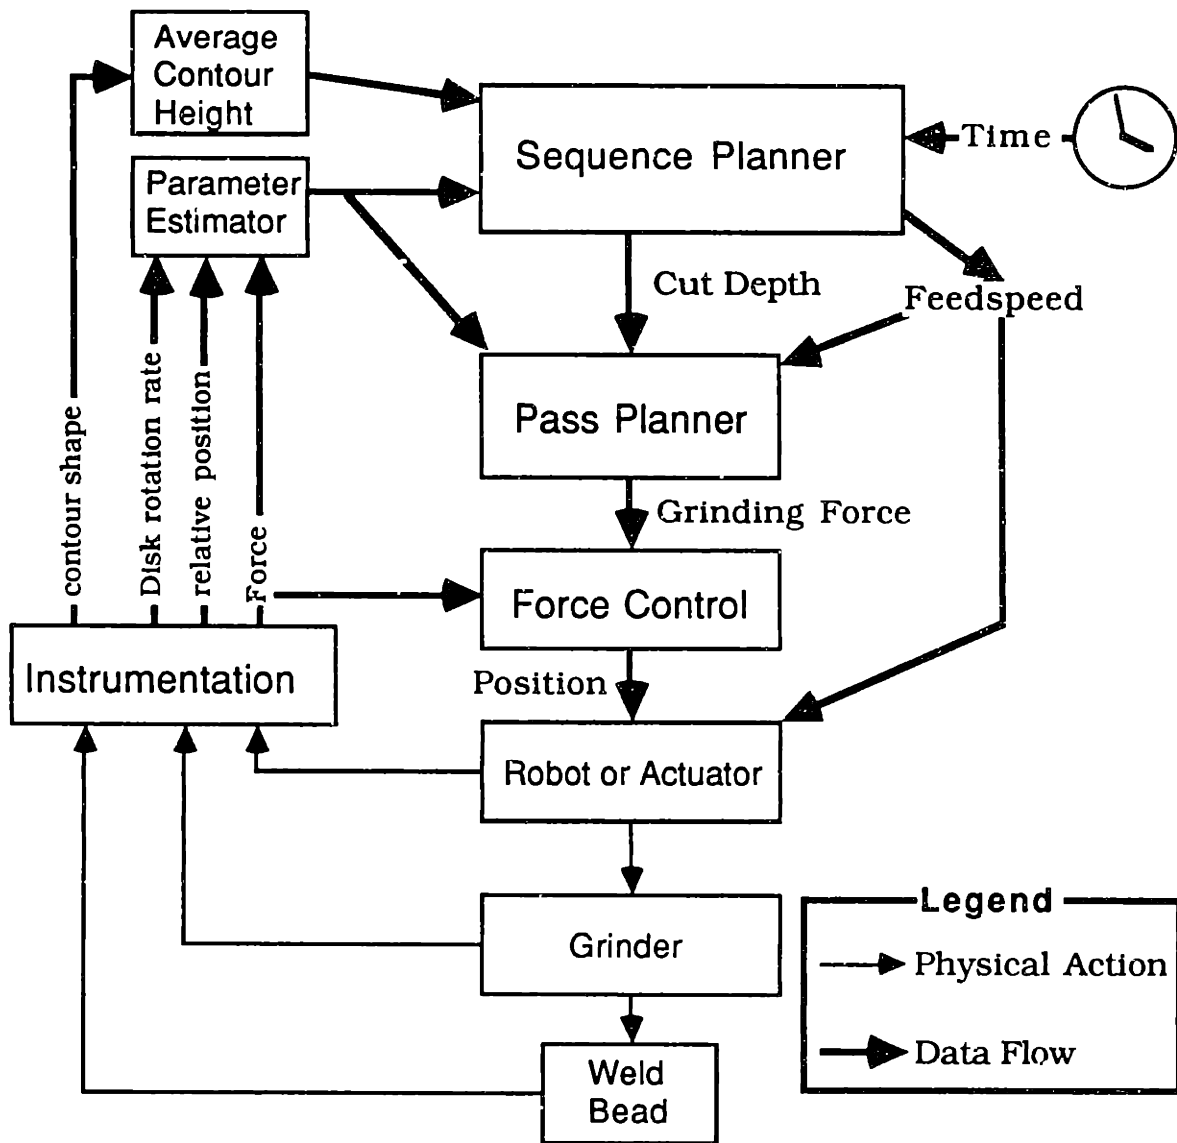 Average
Contour
Height
Sequence Planner
Time
Parameter
Estimator
Cut Depth
Feedspeed
contour shape
Disk rotation rate
relative position
Force
Pass Planner
Grinding Force
Force Control
Instrumentation
Position
Robot or Actuator
Grinder
Legend
Physical Action
Data Flow
Weld
Bead